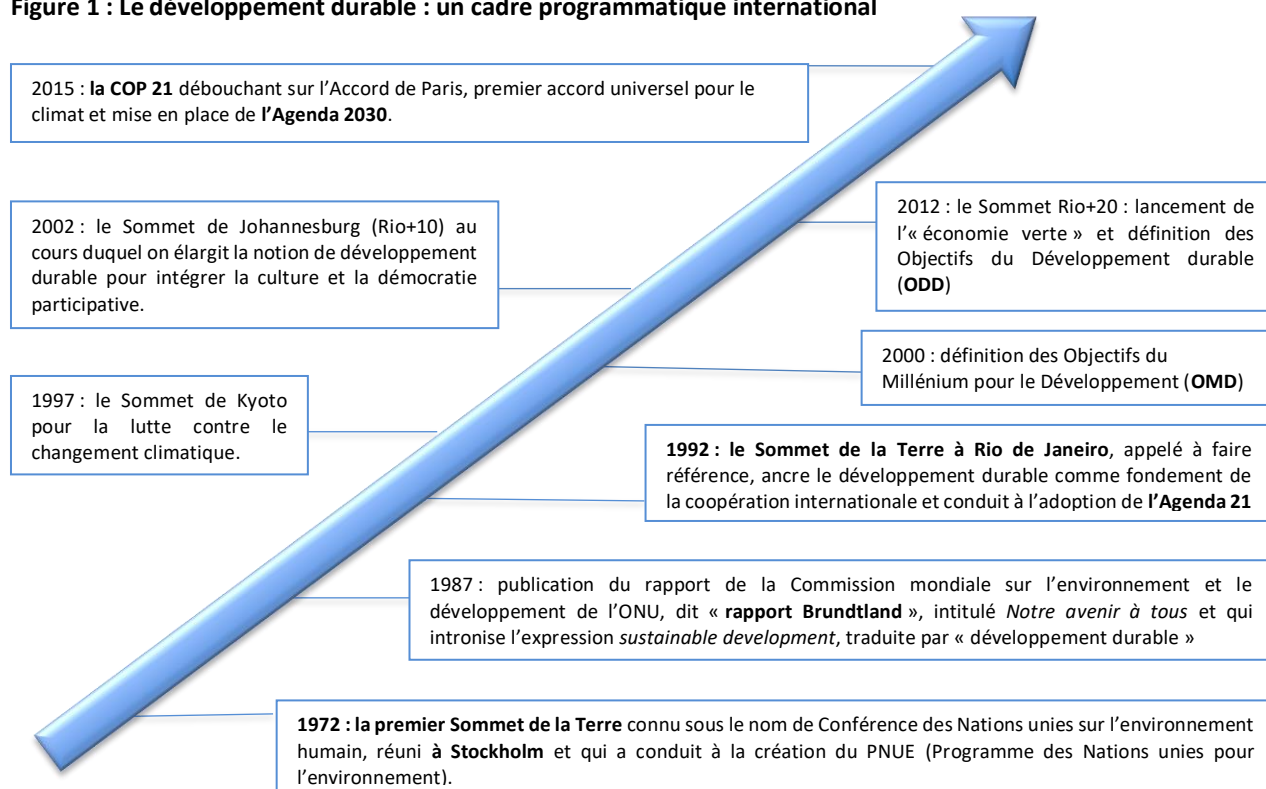 Figure 1 : Le développement durable : un cadre programmatique international
2015 : la COP 21 débouchant sur l’Accord de Paris, premier accord universel pour le
climat et mise en place de l’Agenda 2030.
2002 : le Sommet de Johannesburg (Rio+10) au
cours duquel on élargit la notion de développement
durable pour intégrer la culture et la démocratie
participative.
2012 : le Sommet Rio+20 : lancement de
l’« économie verte » et définition des
Objectifs du Développement durable
(ODD)
2000 : définition des Objectifs du
Millénium pour le Développement (OMD)
1997 : le Sommet de Kyoto
pour la lutte contre le
changement climatique.
1992 : le Sommet de la Terre à Rio de Janeiro, appelé à faire
référence, ancre le développement durable comme fondement de
la coopération internationale et conduit à l’adoption de l’Agenda 21
1987 : publication du rapport de la Commission mondiale sur l’environnement et le
développement de l’ONU, dit « rapport Brundtland », intitulé Notre avenir à tous et qui
intronise l’expression sustainable development, traduite par « développement durable »
1972 : la premier Sommet de la Terre connu sous le nom de Conférence des Nations unies sur l’environnement
humain, réuni à Stockholm et qui a conduit à la création du PNUE (Programme des Nations unies pour
l’environnement).